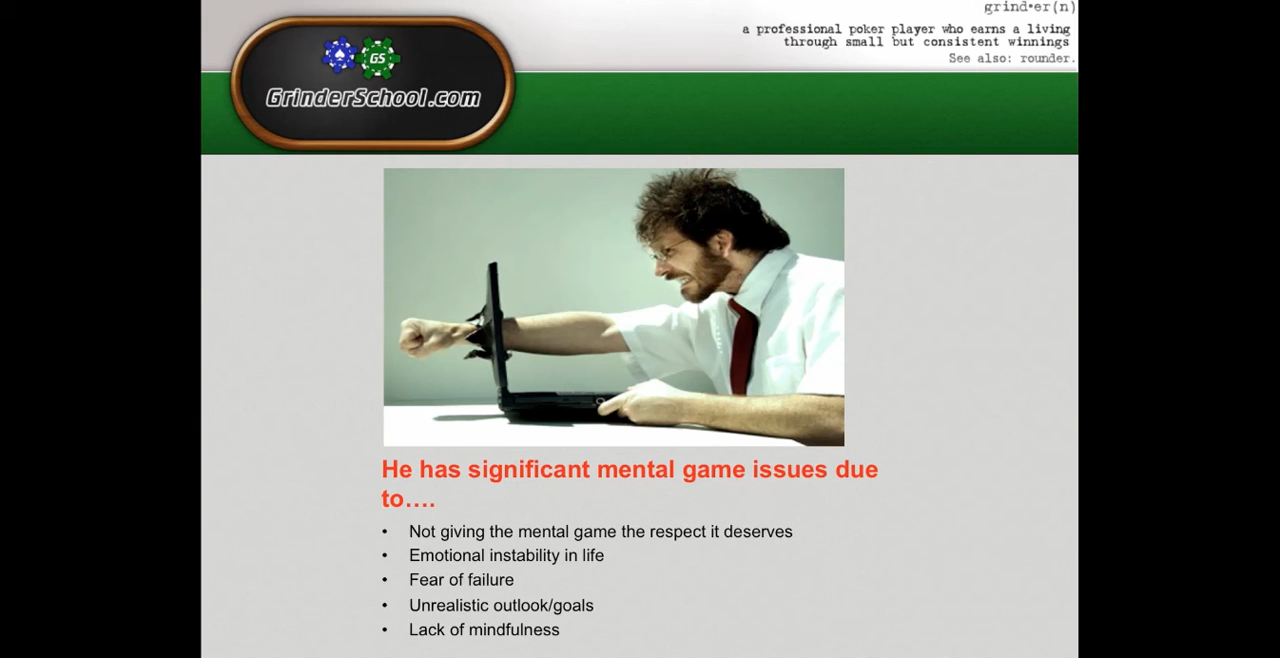 grind•er(n)
a professional poker player who earns a living
through small but consistent winnings
See also: rounder.
GS
GrinderSchool.com
He has significant mental game issues due
to….
• Not giving the mental game the respect it deserves
• Emotional instability in life
• Fear of failure
• Unrealistic outlook/goals
• Lack of mindfulness